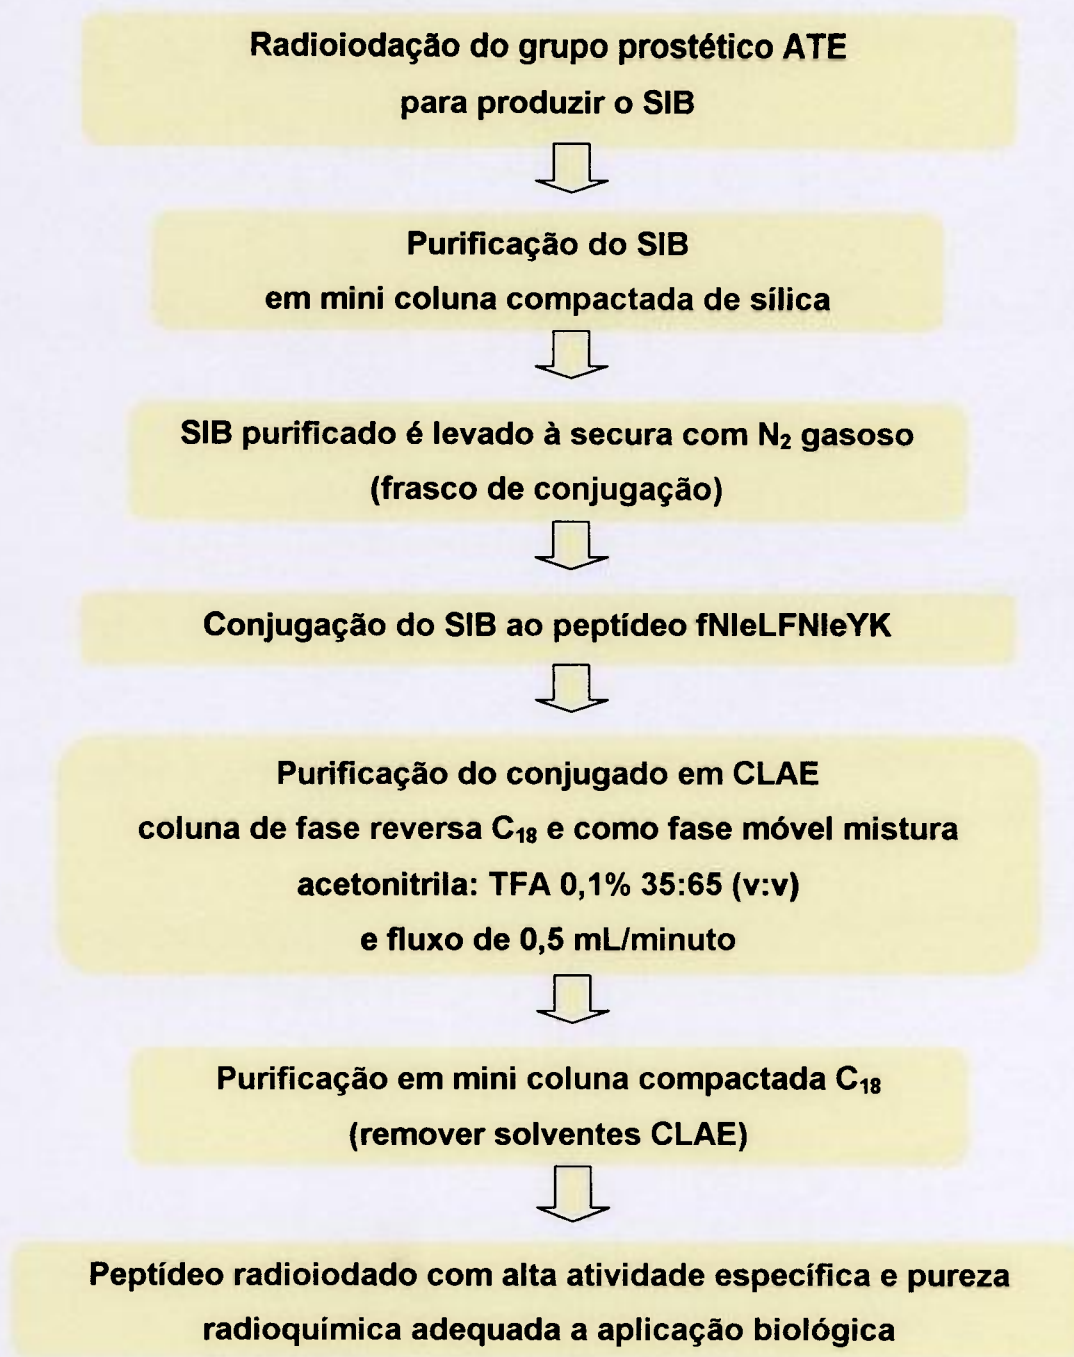 Radioiodação do grupo prostético ATE
para produzir o SIB
Purificação do SIB
em mini coluna compactada de sílica
SIB purificado é levado à secura com N₂ gasoso
(frasco de conjugação)
Conjugação do SIB ao peptídeo fNleLFNleYK
Purificação do conjugado em CLAE
coluna de fase reversa C₁₈ e como fase móvel mistura
acetonitrila: TFA 0,1% 35:65 (v:v)
e fluxo de 0,5 mL/minuto
Purificação em mini coluna compactada C₁₈
(remover solventes CLAE)
Peptídeo radioiodado com alta atividade específica e pureza
radioquímica adequada a aplicação biológica